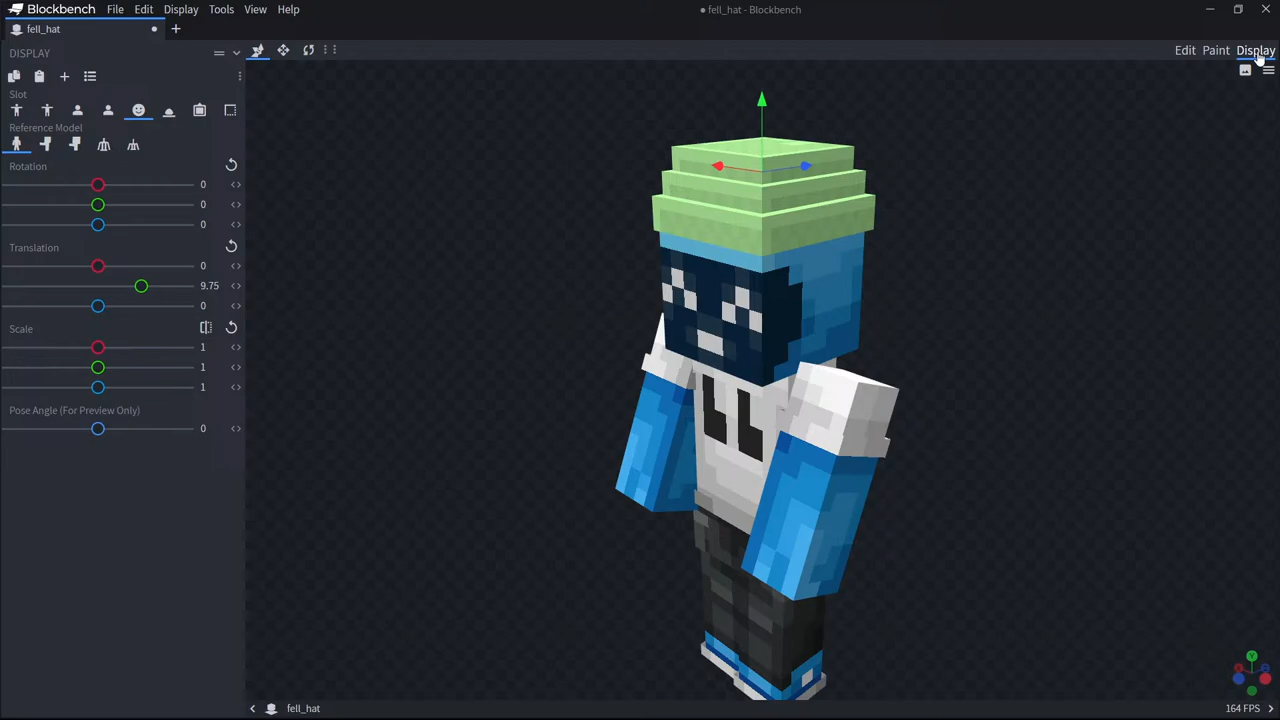 Blockbench File Edit Display Tools View Help
fell_hat - Blockbench
fell_hat
DISPLAY
Edit Paint Display
Slot
Reference Model
Rotation
0
0
0
Translation
0
9.75
0
Scale
1
1
1
Pose Angle (For Preview Only)
0
fell_hat
164 FPS